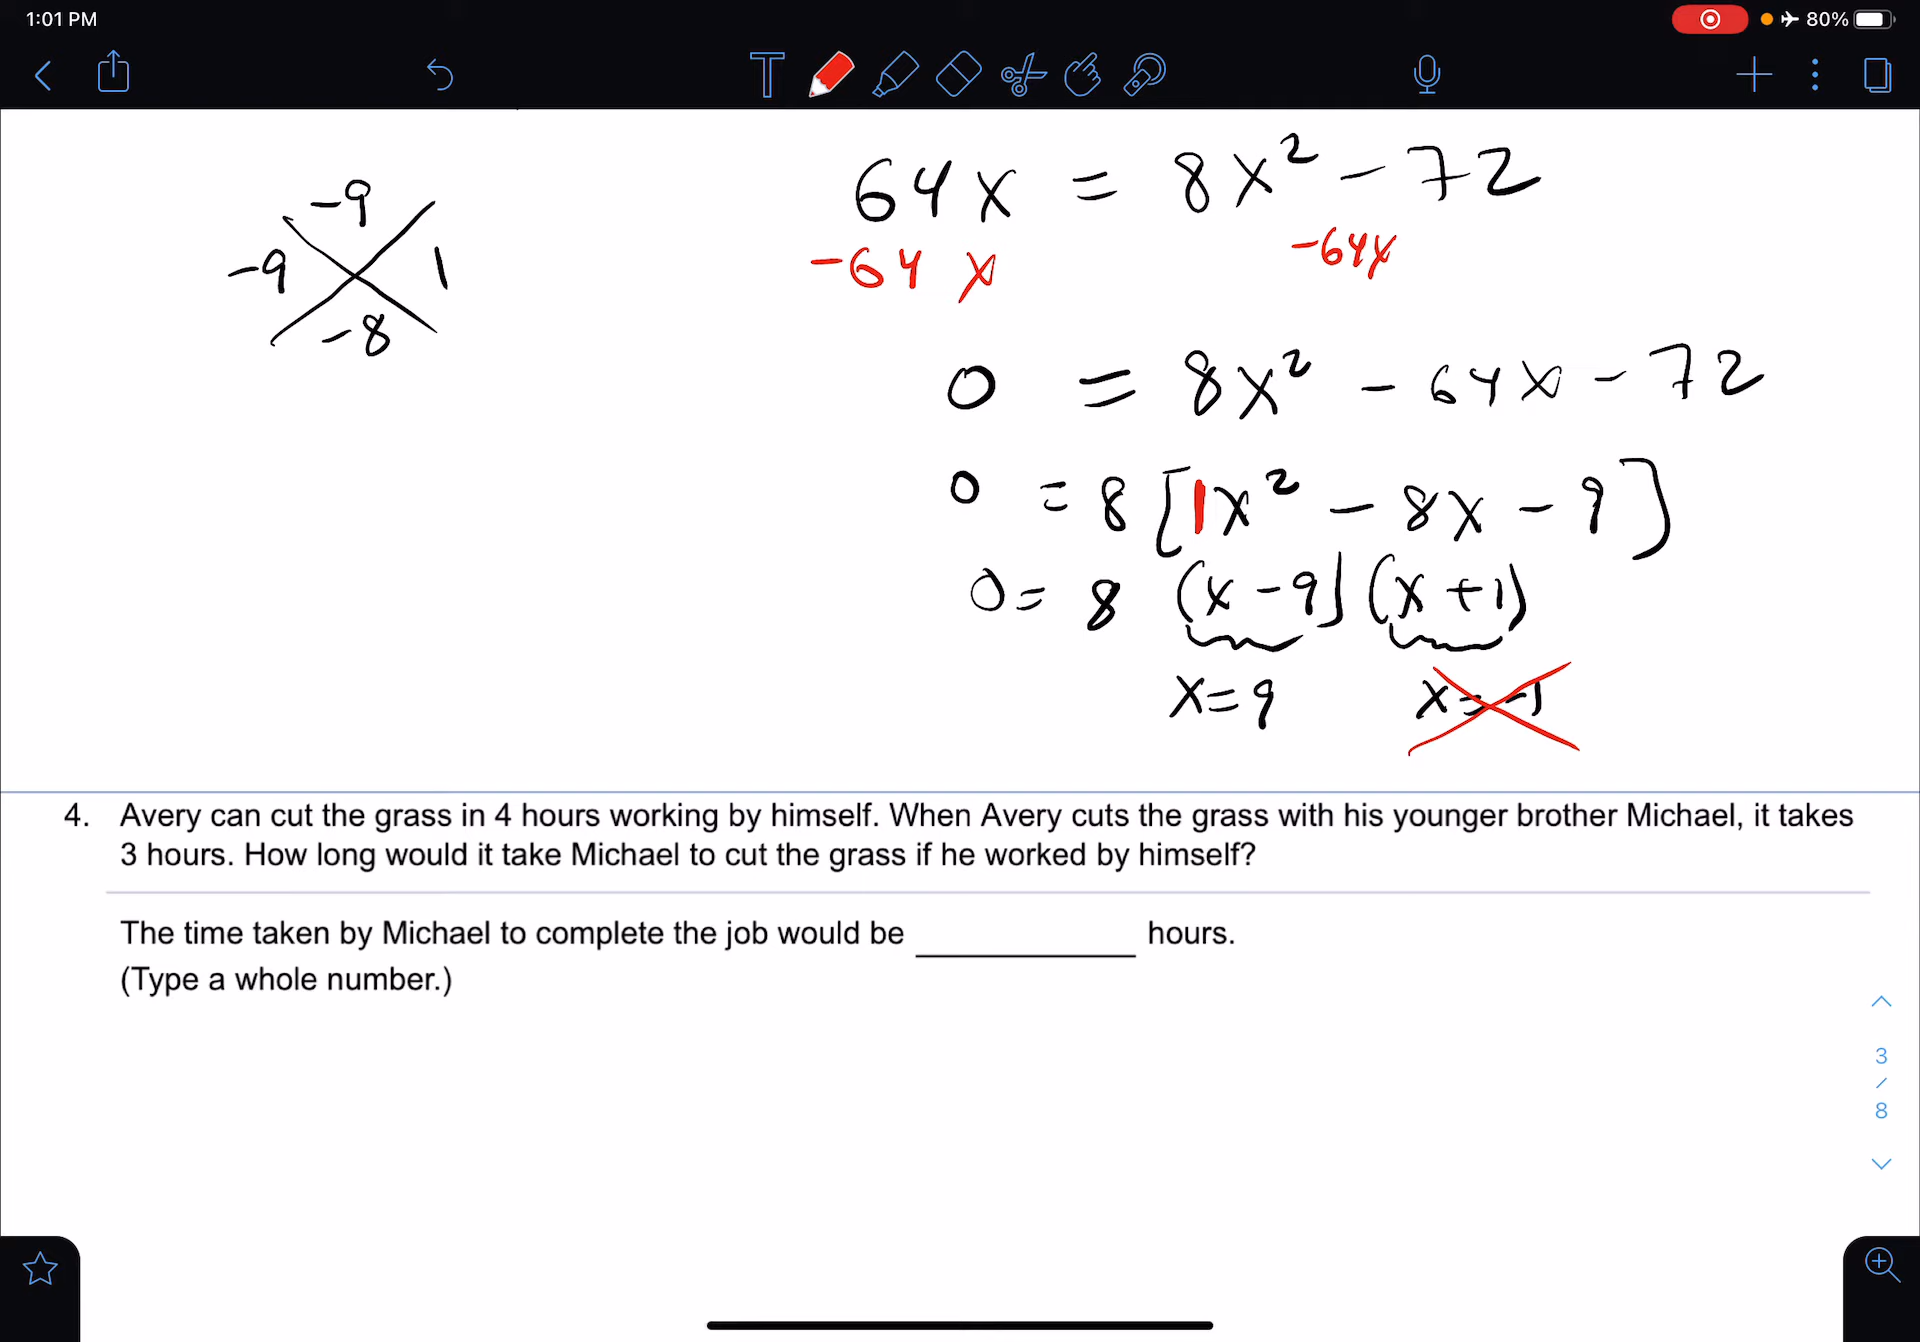 1:01 PM
80%
T
-9
-9 1
-8
64x = 8x² - 72
-64x -64x
0 = 8x² - 64x - 72
0 = 8[1x² - 8x - 9]
0 = 8 (x - 9)(x + 1)
x = 9 x = -1
4. Avery can cut the grass in 4 hours working by himself. When Avery cuts the grass with his younger brother Michael, it takes
3 hours. How long would it take Michael to cut the grass if he worked by himself?
The time taken by Michael to complete the job would be ____________ hours.
(Type a whole number.)
3
/
8